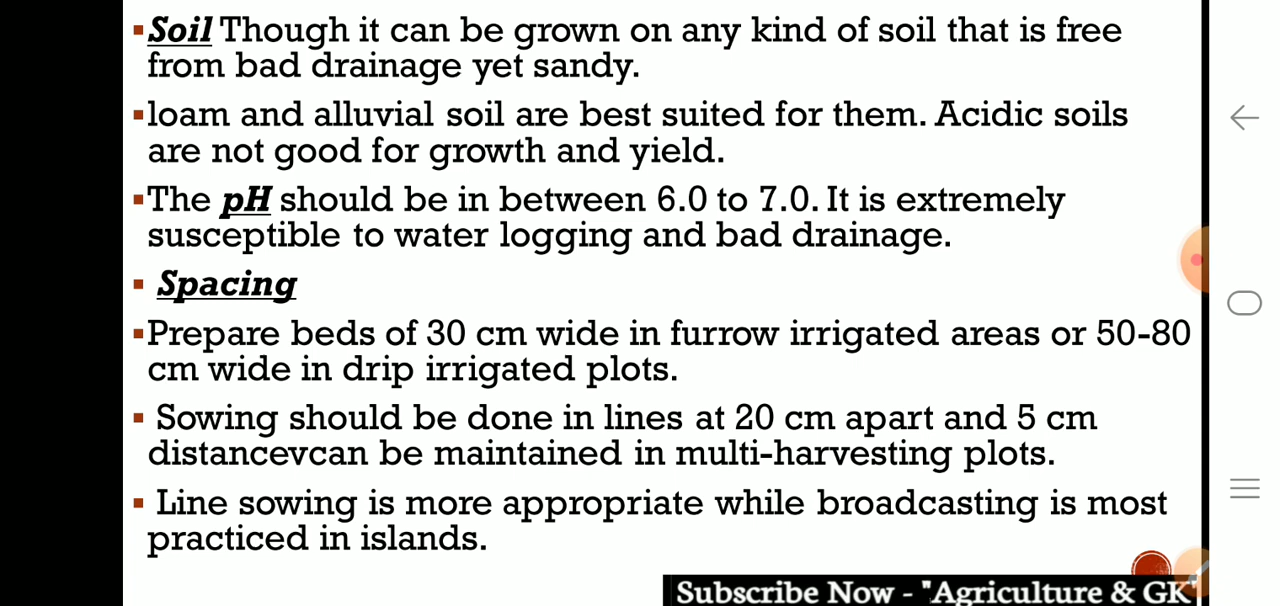 Soil Though it can be grown on any kind of soil that is free
from bad drainage yet sandy.
loam and alluvial soil are best suited for them. Acidic soils
are not good for growth and yield.
The pH should be in between 6.0 to 7.0. It is extremely
susceptible to water logging and bad drainage.
Spacing
Prepare beds of 30 cm wide in furrow irrigated areas or 50-80
cm wide in drip irrigated plots.
Sowing should be done in lines at 20 cm apart and 5 cm
distancevcan be maintained in multi-harvesting plots.
Line sowing is more appropriate while broadcasting is most
practiced in islands.
Subscribe Now - "Agriculture & GK"